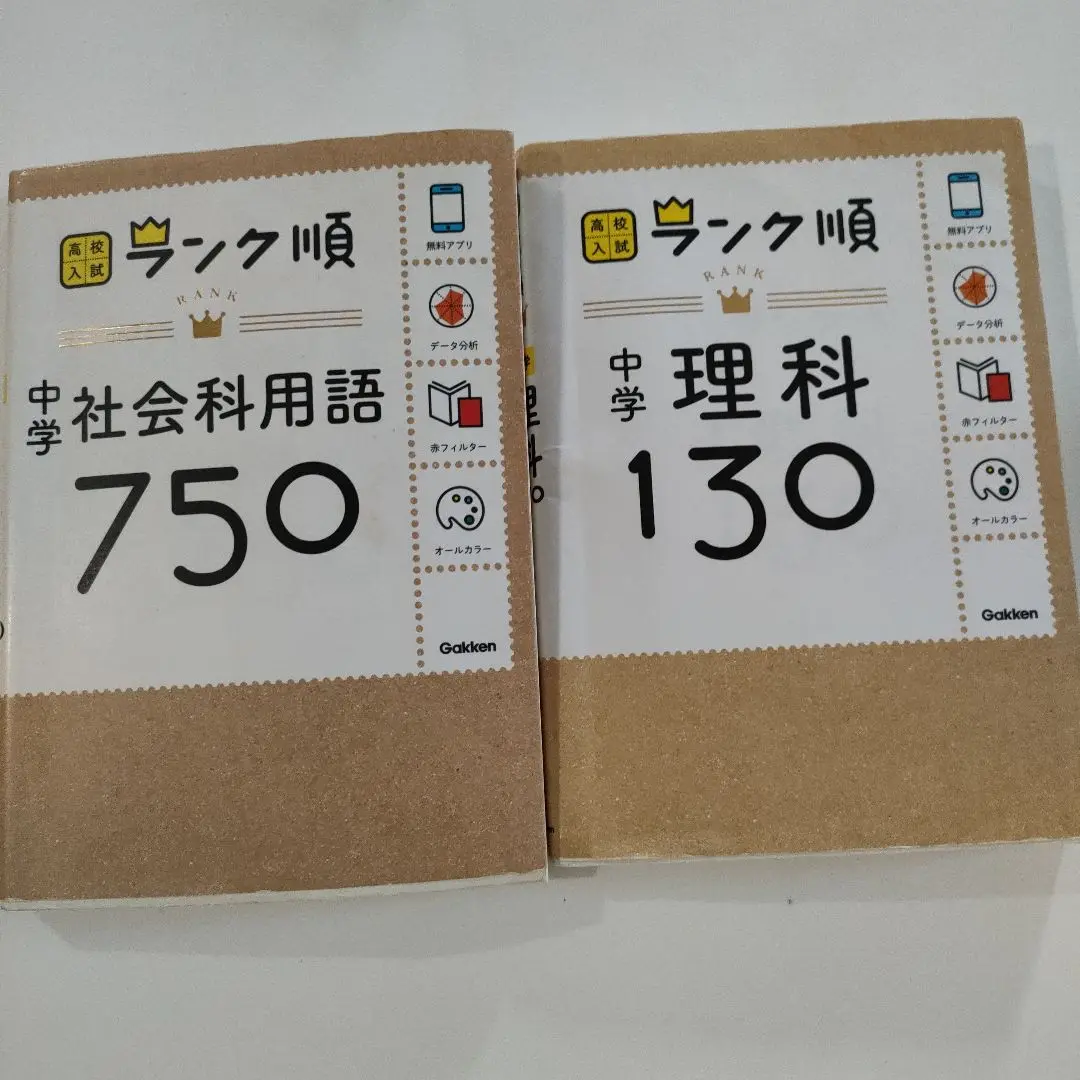 高校
入試
ランク順
RANK
中学
社会科用語
750
無料アプリ
データ分析
赤フィルター
オールカラー
Gakken
高校
入試
ランク順
RANK
中学
理科
130
無料アプリ
データ分析
赤フィルター
オールカラー
Gakken